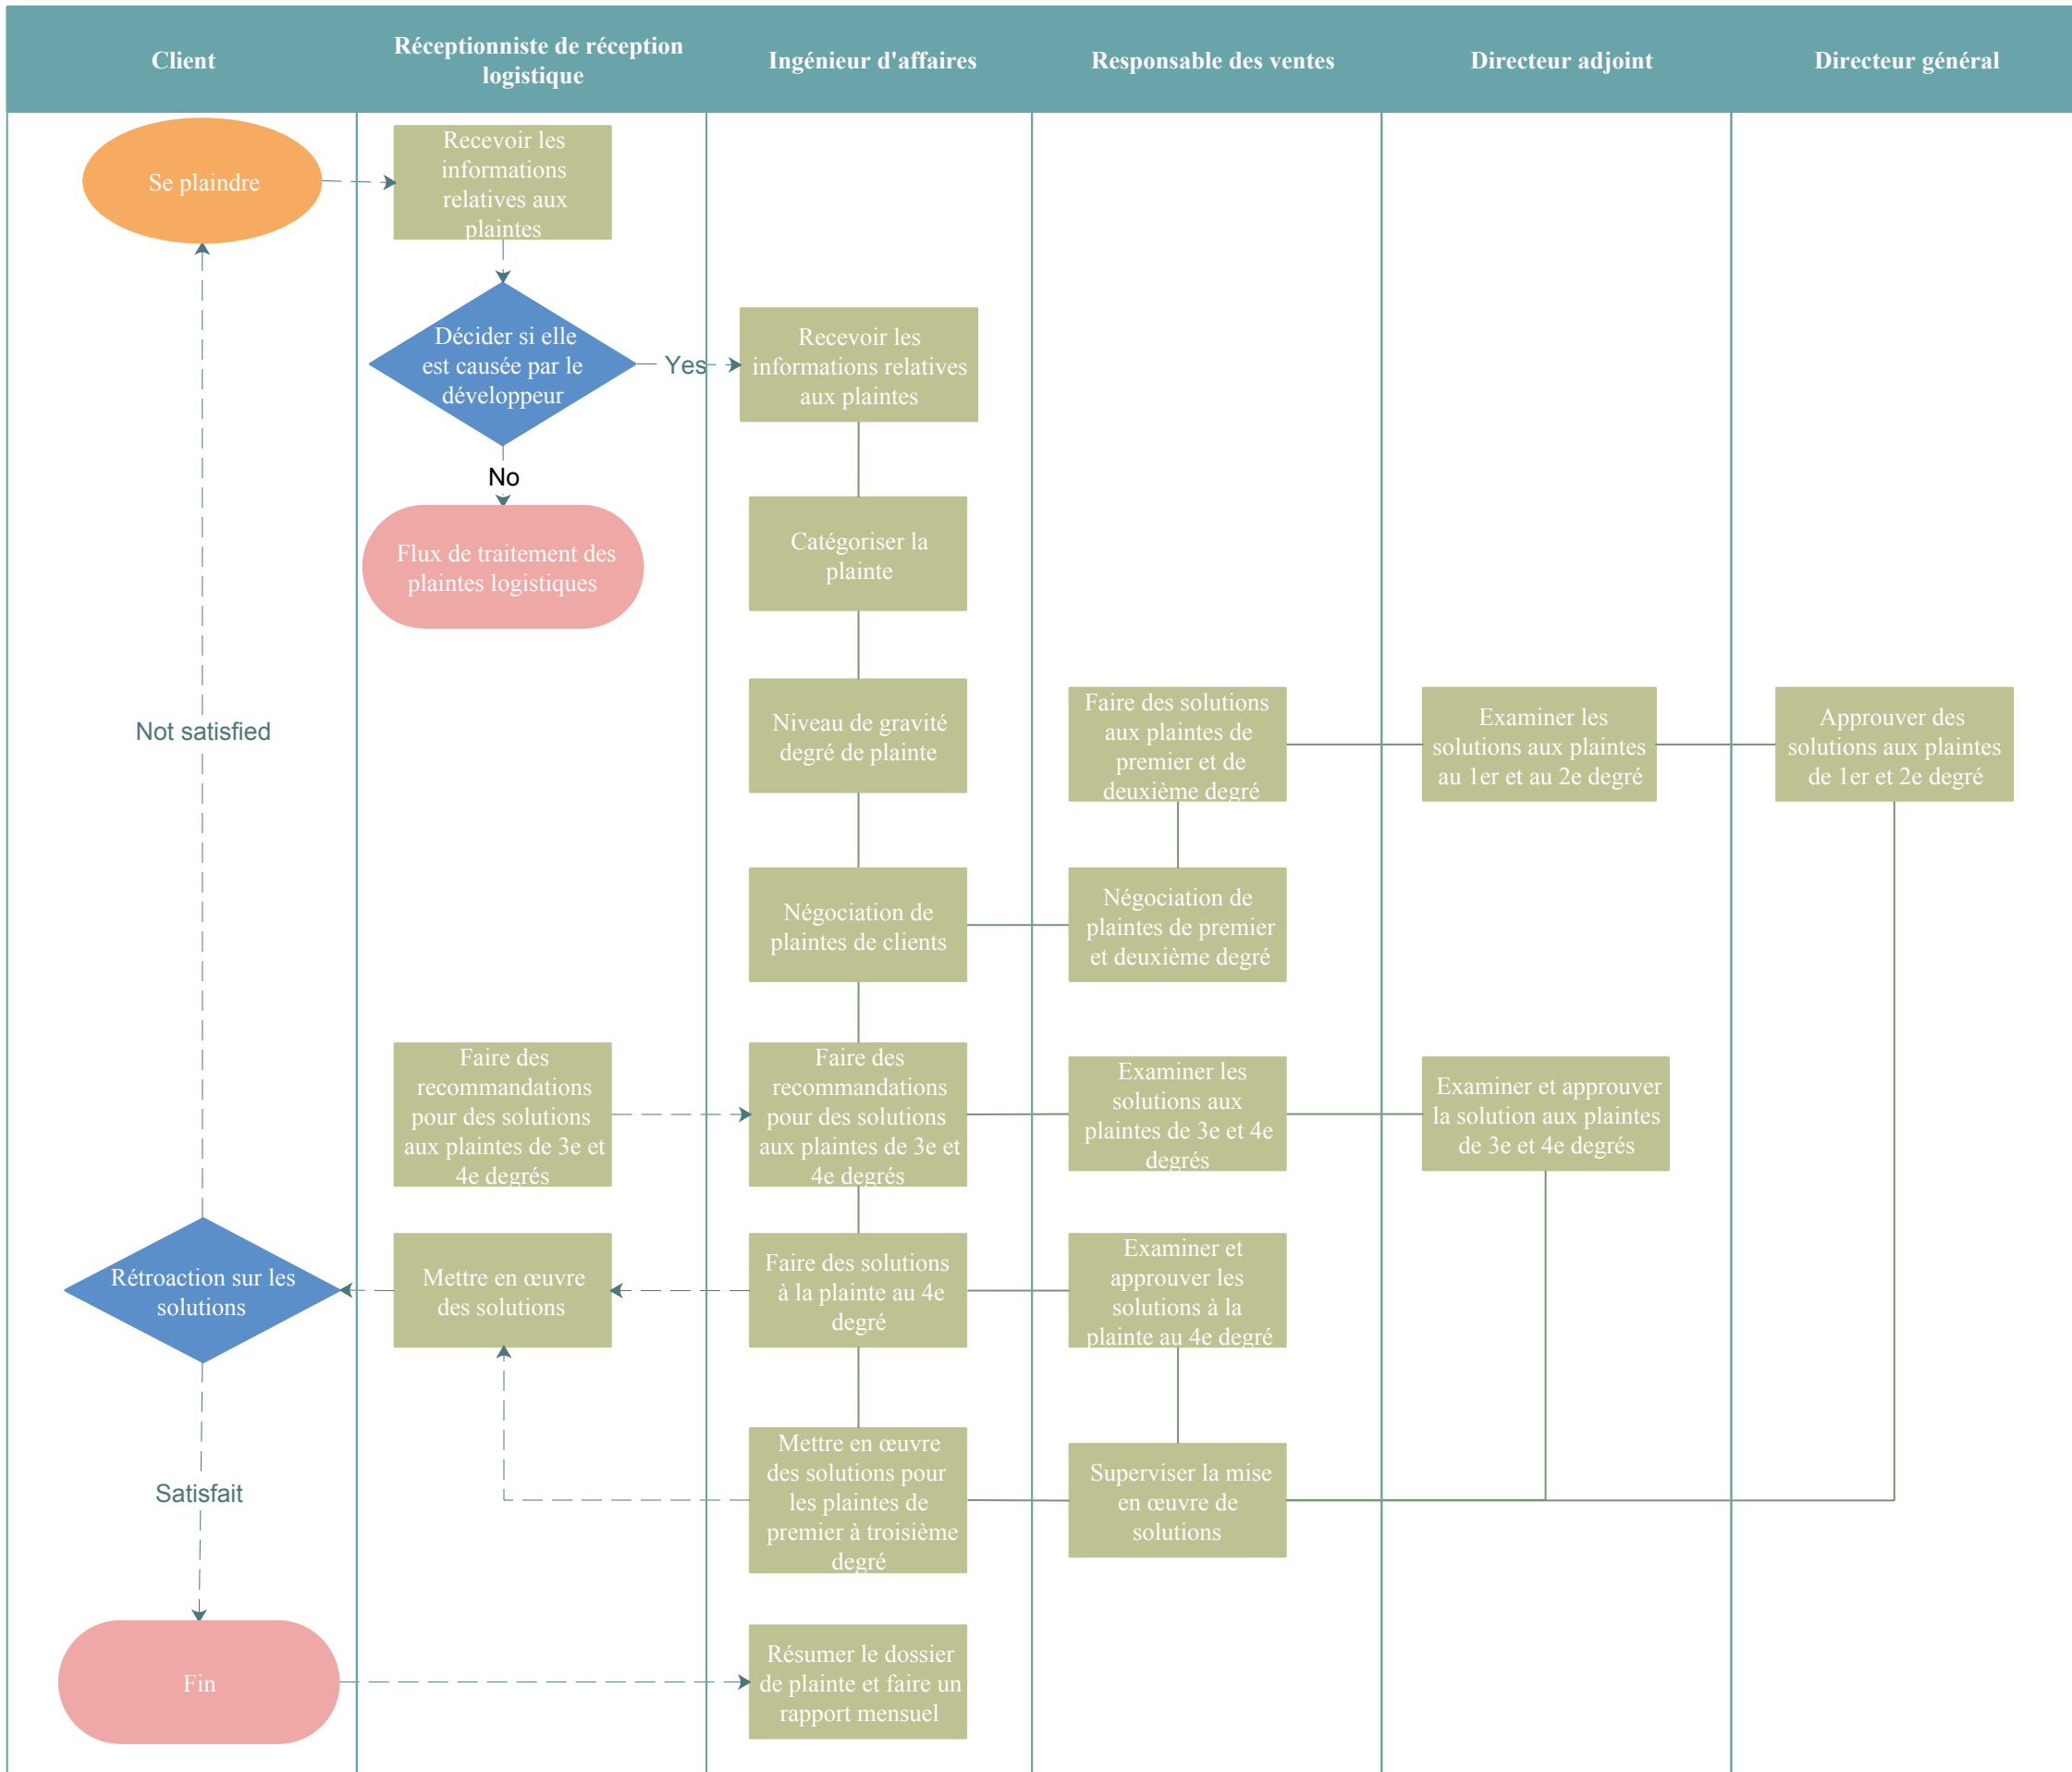 Client
Réceptionniste de réception
logistique
Ingénieur d'affaires
Responsable des ventes
Directeur adjoint
Directeur général
Se plaindre
Recevoir les
informations
relatives aux
plaintes
Décider si elle
est causée par le
développeur
Yes
Recevoir les
informations relatives
aux plaintes
No
Flux de traitement des
plaintes logistiques
Catégoriser la
plainte
Not satisfied
Niveau de gravité
degré de plainte
Faire des solutions
aux plaintes de
premier et de
deuxième degré
Examiner les
solutions aux plaintes
au 1er et au 2e degré
Approuver des
solutions aux plaintes
de 1er et 2e degré
Négociation de
plaintes de clients
Négociation de
plaintes de premier
et deuxième degré
Faire des
recommandations
pour des solutions
aux plaintes de 3e et
4e degrés
Faire des
recommandations
pour des solutions
aux plaintes de 3e et
4e degrés
Examiner les
solutions aux
plaintes de 3e et 4e
degrés
Examiner et approuver
la solution aux plaintes
de 3e et 4e degrés
Rétroaction sur les
solutions
Mettre en œuvre
des solutions
Faire des solutions
à la plainte au 4e
degré
Examiner et
approuver les
solutions à la
plainte au 4e degré
Satisfait
Mettre en œuvre
des solutions pour
les plaintes de
premier à troisième
degré
Superviser la mise
en œuvre de
solutions
Fin
Résumer le dossier
de plainte et faire un
rapport mensuel